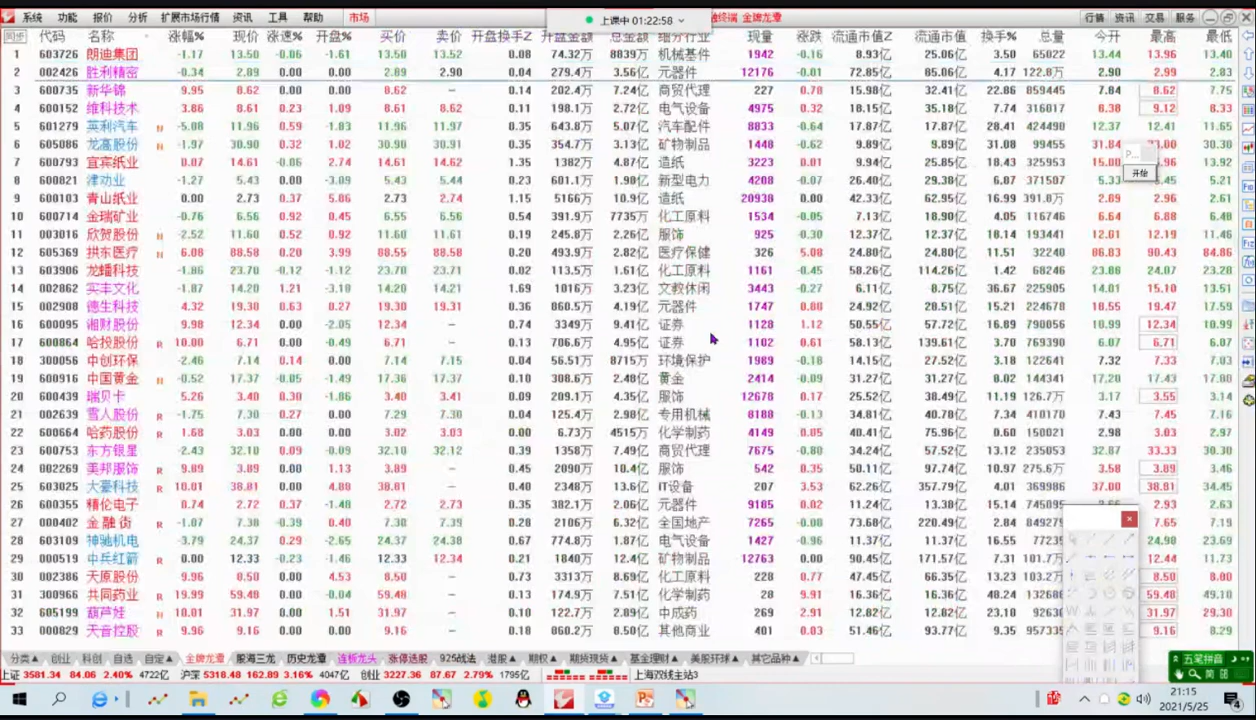 系统 功能 报价 分析 扩展市场行情 资讯 工具 帮助 市场 上课中 01:22:58 金牌龙章 行情 资讯 交易 服务
同步 代码 名称 涨幅% 现价 涨速% 开盘% 买价 卖价 开盘换手Z 开盘金额 总金额 细分行业 现量 涨跌 流通市值Z 流通市值 换手% 总量 今开 最高 最低
1 603726 朗迪集团 -1.17 13.50 -0.06 -1.61 13.50 13.52 0.08 74.32万 8839万 机械基件 1942 -0.16 8.93亿 25.06亿 3.50 65022 13.44 13.96 13.40
2 002426 胜利精密 -0.34 2.89 0.00 0.00 2.89 2.90 0.04 279.4万 3.56亿 元器件 12176 -0.01 72.85亿 85.06亿 4.17 122.8万 2.90 2.99 2.83
3 600735 新华锦 9.95 8.62 0.00 0.00 8.62 — 0.14 202.4万 7.24亿 商贸代理 227 0.78 15.98亿 32.41亿 22.86 859445 7.84 8.62 7.75
4 600152 维科技术 3.86 8.61 0.23 1.09 8.61 8.62 0.11 198.1万 2.72亿 电气设备 4975 0.32 18.15亿 35.18亿 7.74 316017 8.38 9.12 8.33
5 601279 英利汽车 N -5.08 11.96 0.59 -1.83 11.96 11.97 0.35 643.8万 5.07亿 汽车配件 8833 -0.64 17.87亿 17.87亿 28.41 424490 12.37 12.41 11.65
6 605086 龙高股份 N -1.97 30.90 0.32 1.02 30.90 30.91 0.35 354.7万 3.13亿 矿物制品 1448 -0.62 9.89亿 9.89亿 31.08 99455 31.84 30.30
7 600793 宜宾纸业 0.07 14.61 -0.06 2.74 14.61 14.62 1.35 1382万 4.87亿 造纸 3223 0.01 9.94亿 25.85亿 18.43 325953 15.00 13.92
8 600821 津劝业 -1.27 5.43 0.00 -3.09 5.43 5.44 0.23 601.1万 1.98亿 新型电力 4208 -0.07 26.40亿 29.38亿 6.87 371507 5.33 5.45 5.21
9 600103 青山纸业 0.00 2.73 0.37 5.86 2.73 2.74 1.15 5166万 10.9亿 造纸 20938 0.00 42.33亿 62.95亿 16.99 391.8万 2.89 2.96 2.61
10 600714 金瑞矿业 -0.76 6.56 0.92 0.45 6.55 6.56 0.54 391.9万 7735万 化工原料 1534 -0.05 7.13亿 18.90亿 4.05 116746 6.64 6.88 6.48
11 003016 欣贺股份 N -2.52 11.60 0.52 0.92 11.60 11.61 0.19 245.8万 2.26亿 服饰 925 -0.30 12.37亿 12.37亿 18.14 193441 12.01 12.19 11.46
12 605369 拱东医疗 N 6.08 88.58 0.20 3.99 88.55 88.58 0.20 493.9万 2.82亿 医疗保健 326 5.08 24.80亿 24.80亿 11.51 32240 86.83 90.43 84.86
13 603906 龙蟠科技 -1.86 23.70 -0.12 -1.12 23.70 23.71 0.02 113.5万 1.61亿 化工原料 1161 -0.45 58.26亿 114.26亿 1.42 68246 23.88 24.07 23.28
14 002862 实丰文化 -1.87 14.20 1.21 -3.18 14.20 14.21 1.69 1016万 3.23亿 文教休闲 3443 -0.27 6.11亿 8.75亿 36.67 225905 14.01 15.10 13.51
15 002908 德生科技 4.32 19.30 0.63 0.27 19.30 19.31 0.36 860.5万 4.19亿 元器件 1747 0.80 24.92亿 28.51亿 15.21 224678 18.55 19.47 17.59
16 600095 湘财股份 9.98 12.34 0.00 -2.05 12.34 — 0.74 3349万 9.41亿 证券 1128 1.12 50.55亿 57.72亿 16.89 790056 10.99 12.34 10.99
17 600864 哈投股份 R 10.00 6.71 0.00 -0.49 6.71 — 0.13 706.6万 4.95亿 证券 1102 0.61 58.13亿 139.61亿 3.70 769390 6.07 6.71 6.07
18 300056 中创环保 -2.46 7.14 0.14 0.00 7.14 7.15 0.04 56.51万 8715万 环境保护 1989 -0.18 14.15亿 27.52亿 3.18 122641 7.32 7.33 7.03
19 600916 中国黄金 N -0.52 17.37 -0.05 -1.49 17.36 17.37 0.10 308.6万 2.48亿 黄金 2414 -0.09 31.27亿 31.27亿 8.02 144341 17.20 17.43 17.00
20 600439 瑞贝卡 5.26 3.40 0.30 -1.86 3.40 3.41 0.09 209.1万 4.35亿 服饰 12678 0.17 25.52亿 38.49亿 11.19 126.7万 3.17 3.55 3.14
21 002639 雪人股份 R -1.75 7.30 0.27 0.00 7.29 7.30 0.04 125.4万 2.98亿 专用机械 8188 -0.13 34.81亿 40.78亿 7.34 410170 7.43 7.45 7.16
22 600664 哈药股份 R 1.68 3.03 0.00 0.00 3.02 3.03 0.00 6.73万 4515万 化学制药 4149 0.05 40.41亿 75.96亿 0.60 150021 2.98 3.03 2.97
23 600753 东方银星 -2.43 32.10 0.09 -0.09 32.10 32.12 0.39 1358万 7.49亿 商贸代理 7675 -0.80 34.24亿 57.52亿 13.12 235053 32.87 33.33 30.30
24 002269 美邦服饰 R 9.89 3.89 0.00 1.13 3.89 — 0.45 2090万 10.4亿 服饰 542 0.35 50.11亿 97.74亿 10.97 275.6万 3.58 3.89 3.46
25 603025 大豪科技 R 10.01 38.81 0.00 4.88 38.81 — 0.40 2348万 13.6亿 IT设备 207 3.53 62.26亿 357.79亿 4.01 369986 37.00 38.81 34.45
26 600355 精伦电子 0.74 2.72 0.37 -1.48 2.72 2.73 0.35 382.1万 2.06亿 元器件 9185 0.02 11.24亿 13.38亿 15.14 2.93 2.63
27 000402 金融街 R -1.07 7.38 -0.39 0.40 7.38 7.39 0.28 2106万 6.32亿 全国地产 7265 -0.08 73.68亿 220.49亿 2.84 7.65 7.19
28 603109 神驰机电 -3.79 24.37 0.29 -2.65 24.37 24.38 0.67 774.8万 1.87亿 电气设备 1427 -0.96 11.37亿 11.37亿 16.55 24.90 23.69
29 000519 中兵红箭 R 0.00 12.33 -0.23 -1.46 12.33 12.34 0.21 1840万 12.4亿 矿物制品 12763 0.00 90.45亿 171.57亿 7.31 101.7万 12.44 11.73
30 002386 天原股份 9.96 8.50 0.00 4.53 8.50 — 0.73 3313万 8.69亿 化工原料 228 0.77 47.45亿 66.35亿 13.23 103.2万 8.50 8.00
31 300966 共同药业 R 19.99 59.48 0.00 -0.04 59.48 — 0.13 174.9万 7.51亿 化学制药 28 9.91 16.36亿 16.36亿 48.24 59.48 49.10
32 605199 葫芦娃 N 10.01 31.97 0.00 1.51 31.97 — 0.10 122.7万 2.89亿 中成药 269 2.91 12.82亿 12.82亿 23.10 31.97 29.30
33 000829 天音控股 R 9.96 9.16 0.00 0.00 9.16 — 0.18 860.2万 8.50亿 其他商业 401 0.83 51.46亿 93.77亿 9.35 9.16 8.29
开始
分类▲ 创业 科创 自选 自定▲ 金牌龙章 股海三龙 历史龙章 连板龙头 涨停选股 925战法 港股▲ 期权▲ 期货现货▲ 基金理财▲ 美股环球▲ 其它品种▲
上证 3581.34 84.06 2.40% 4722亿 沪深 5318.48 162.89 3.16% 4047亿 创业 3227.36 87.67 2.79% 1795亿 上海双线主站3
五笔拼音
简
21:15
2021/5/25